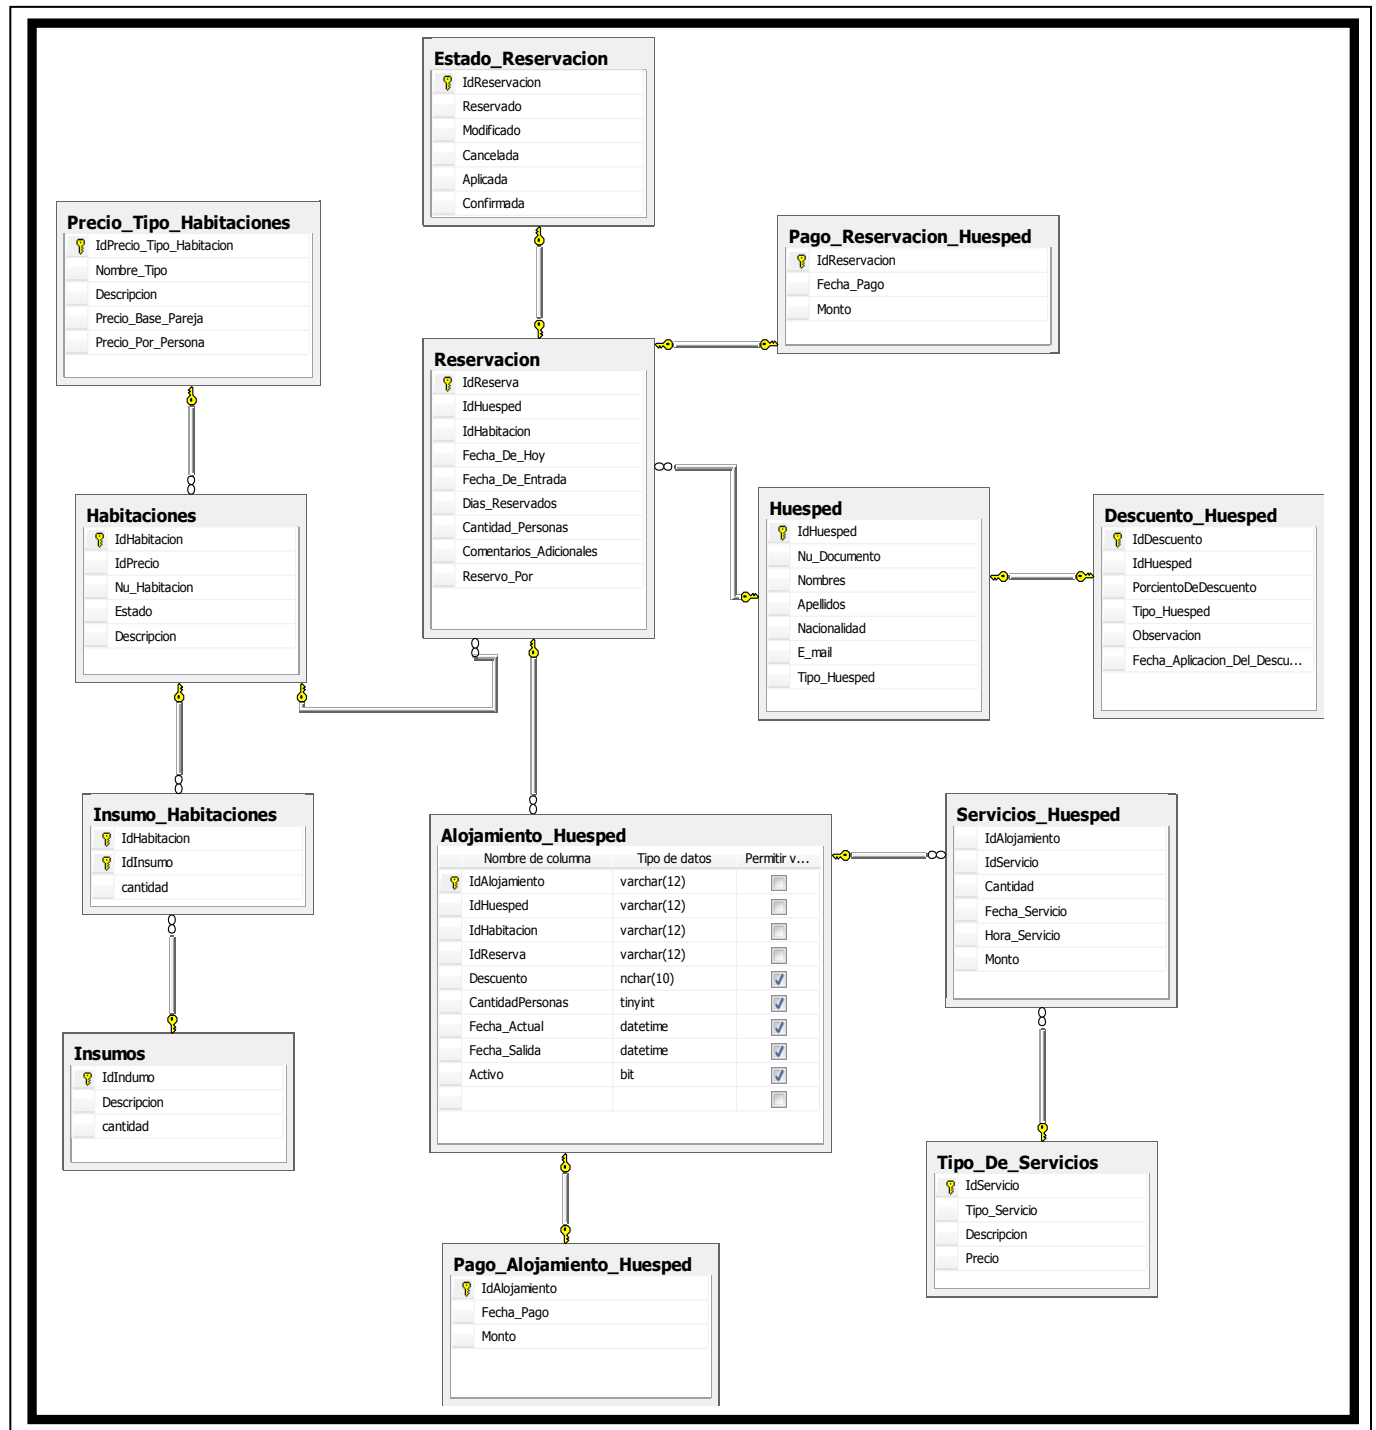 Estado_Reservacion
IdReservacion
Reservado
Modificado
Cancelada
Aplicada
Confirmada
Precio_Tipo_Habitaciones
IdPrecio_Tipo_Habitacion
Nombre_Tipo
Descripcion
Precio_Base_Pareja
Precio_Por_Persona
Pago_Reservacion_Huesped
IdReservacion
Fecha_Pago
Monto
Reservacion
IdReserva
IdHuesped
IdHabitacion
Fecha_De_Hoy
Fecha_De_Entrada
Dias_Reservados
Cantidad_Personas
Comentarios_Adicionales
Reservo_Por
Habitaciones
IdHabitacion
IdPrecio
Nu_Habitacion
Estado
Descripcion
Huesped
IdHuesped
Nu_Documento
Nombres
Apellidos
Nacionalidad
E_mail
Tipo_Huesped
Descuento_Huesped
IdDescuento
IdHuesped
PorcientoDeDescuento
Tipo_Huesped
Observacion
Fecha_Aplicacion_Del_Descu...
Insumo_Habitaciones
IdHabitacion
IdInsumo
cantidad
Alojamiento_Huesped
Nombre de columna Tipo de datos Permitir v...
IdAlojamiento varchar(12)
IdHuesped varchar(12)
IdHabitacion varchar(12)
IdReserva varchar(12)
Descuento nchar(10)
CantidadPersonas tinyint
Fecha_Actual datetime
Fecha_Salida datetime
Activo bit
Servicios_Huesped
IdAlojamiento
IdServicio
Cantidad
Fecha_Servicio
Hora_Servicio
Monto
Insumos
IdIndumo
Descripcion
cantidad
Tipo_De_Servicios
IdServicio
Tipo_Servicio
Descripcion
Precio
Pago_Alojamiento_Huesped
IdAlojamiento
Fecha_Pago
Monto